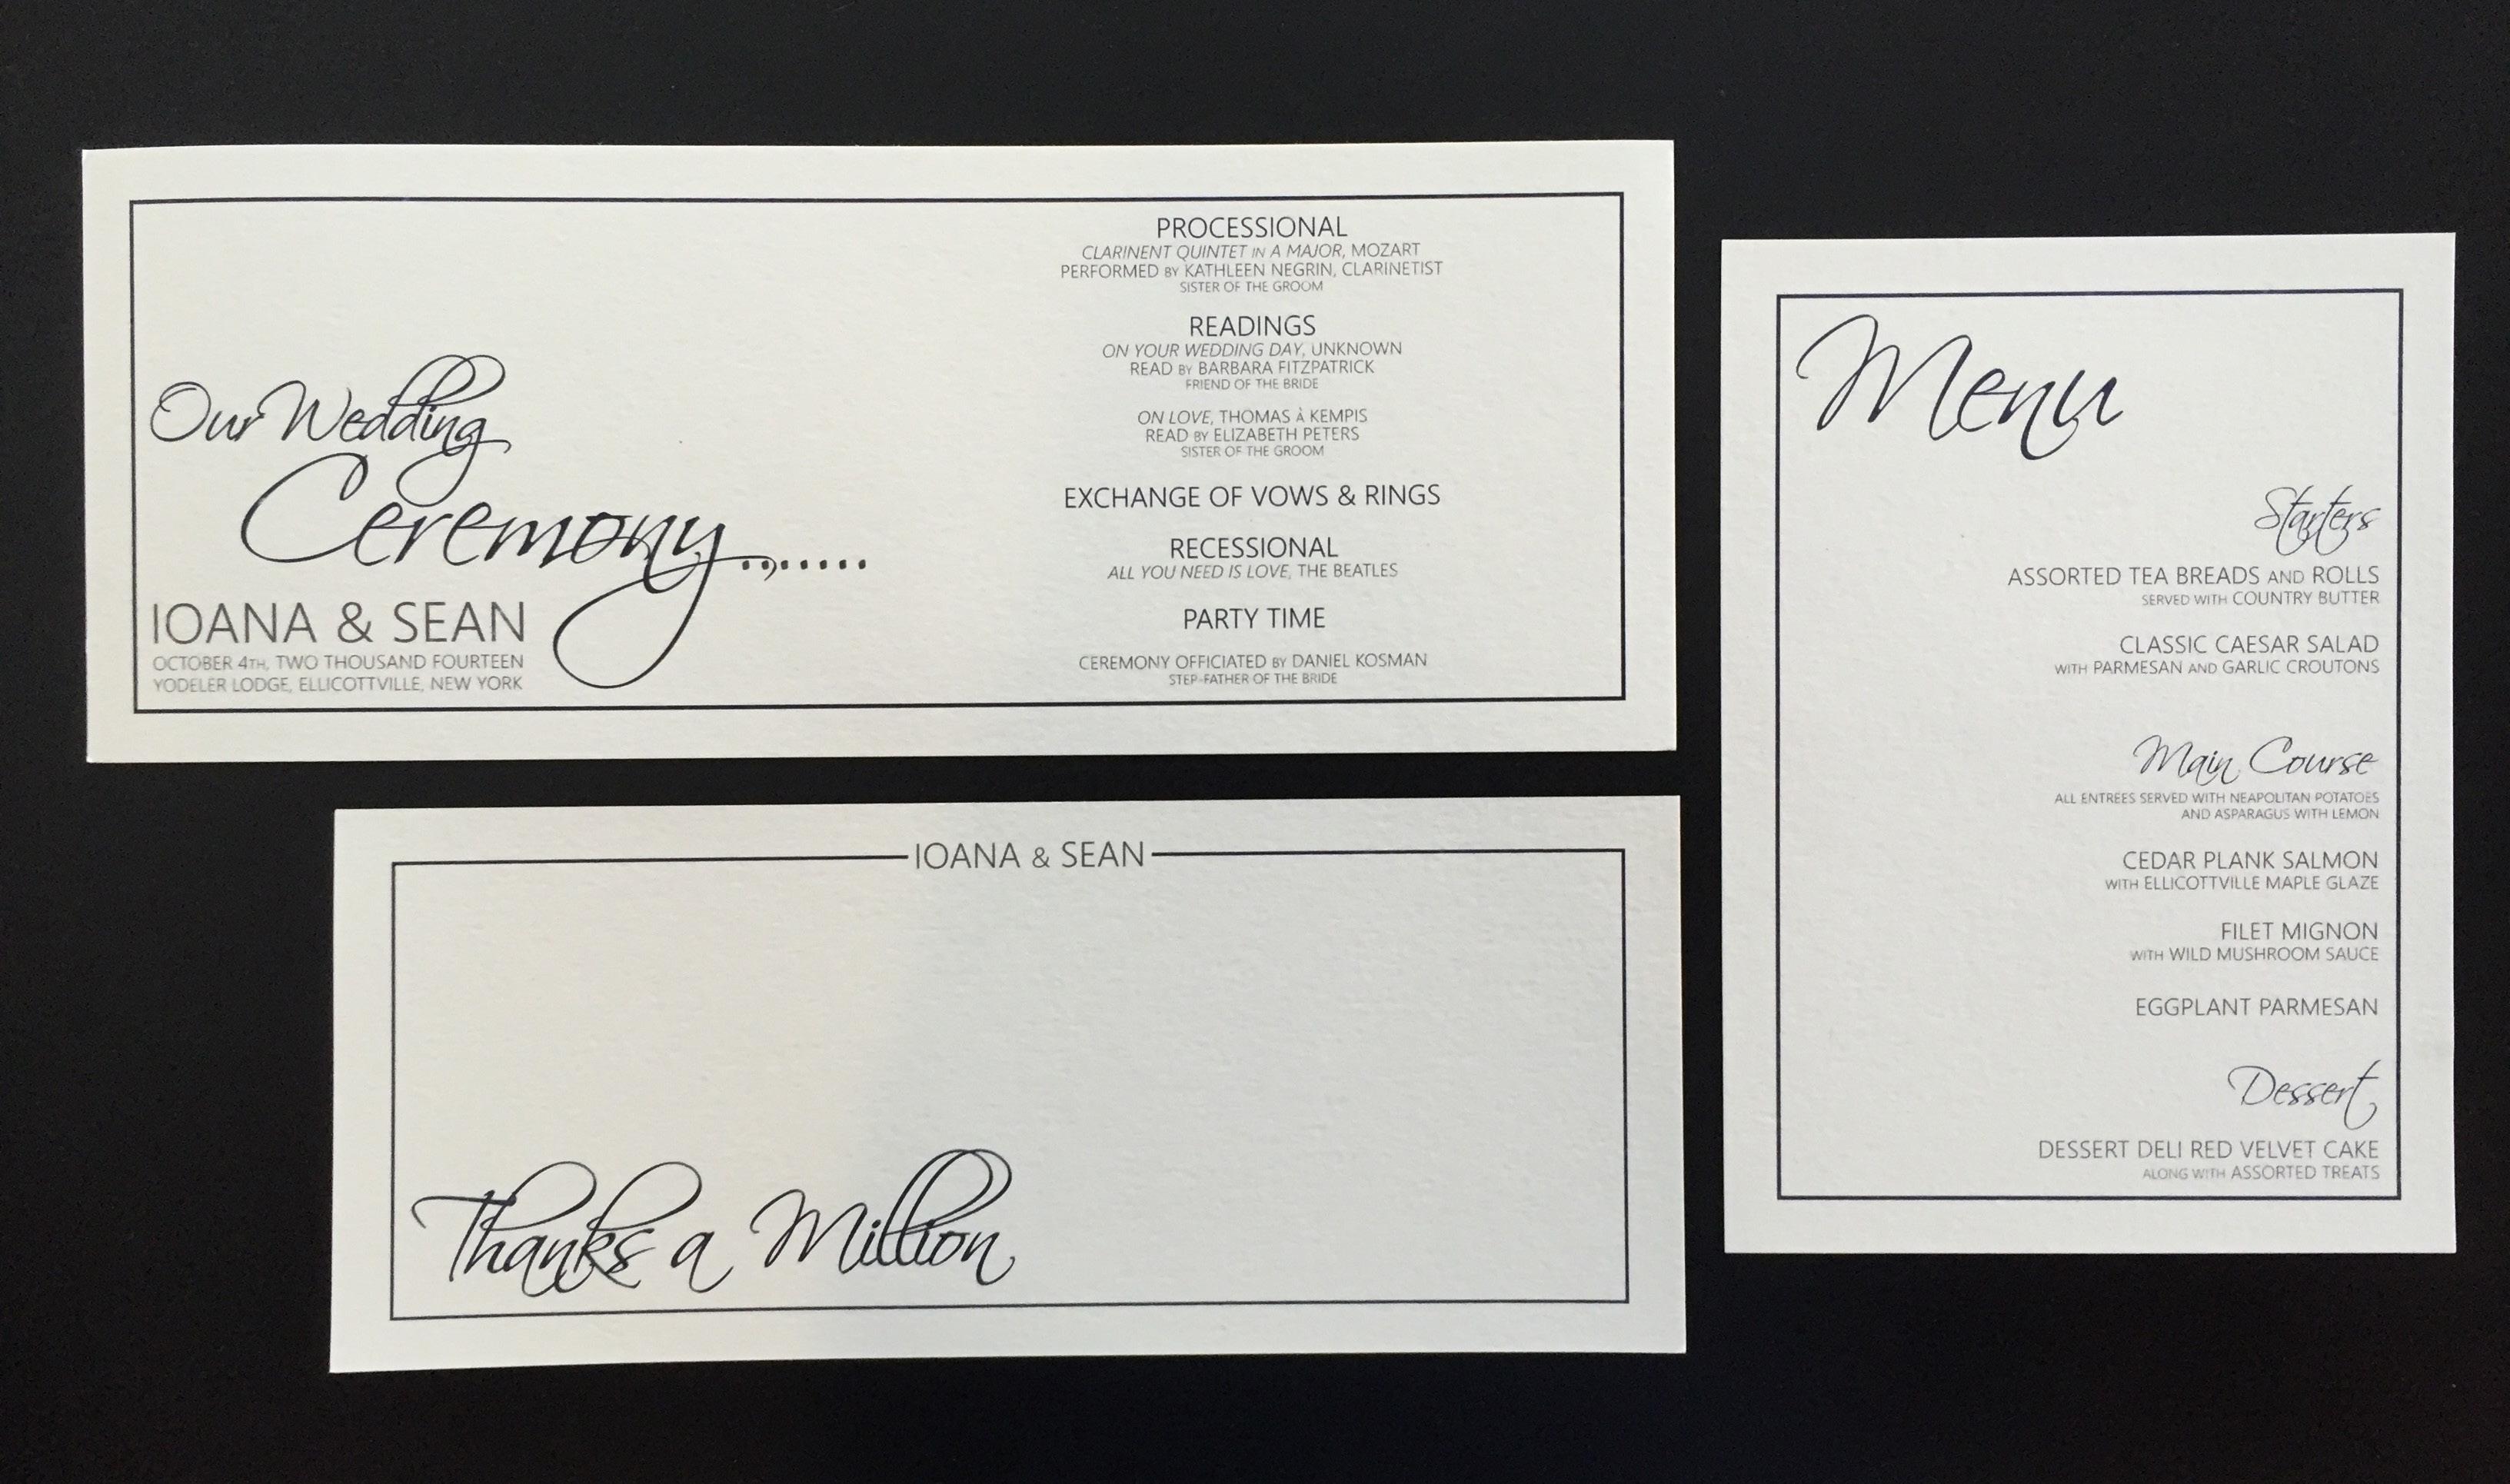 Our Wedding
Ceremony.......
IOANA & SEAN
OCTOBER 4TH, TWO THOUSAND FOURTEEN
YODELER LODGE, ELLICOTTVILLE, NEW YORK
PROCESSIONAL
CLARINENT QUINTET IN A MAJOR, MOZART
PERFORMED BY KATHLEEN NEGRIN, CLARINETIST
SISTER OF THE GROOM
READINGS
ON YOUR WEDDING DAY, UNKNOWN
READ BY BARBARA FITZPATRICK
FRIEND OF THE BRIDE
ON LOVE, THOMAS À KEMPIS
READ BY ELIZABETH PETERS
SISTER OF THE GROOM
EXCHANGE OF VOWS & RINGS
RECESSIONAL
ALL YOU NEED IS LOVE, THE BEATLES
PARTY TIME
CEREMONY OFFICIATED BY DANIEL KOSMAN
STEP-FATHER OF THE BRIDE
IOANA & SEAN
Thanks a Million
Menu
Starters
ASSORTED TEA BREADS AND ROLLS
SERVED WITH COUNTRY BUTTER
CLASSIC CAESAR SALAD
WITH PARMESAN AND GARLIC CROUTONS
Main Course
ALL ENTREES SERVED WITH NEAPOLITAN POTATOES
AND ASPARAGUS WITH LEMON
CEDAR PLANK SALMON
WITH ELLICOTTVILLE MAPLE GLAZE
FILET MIGNON
WITH WILD MUSHROOM SAUCE
EGGPLANT PARMESAN
Dessert
DESSERT DELI RED VELVET CAKE
ALONG WITH ASSORTED TREATS